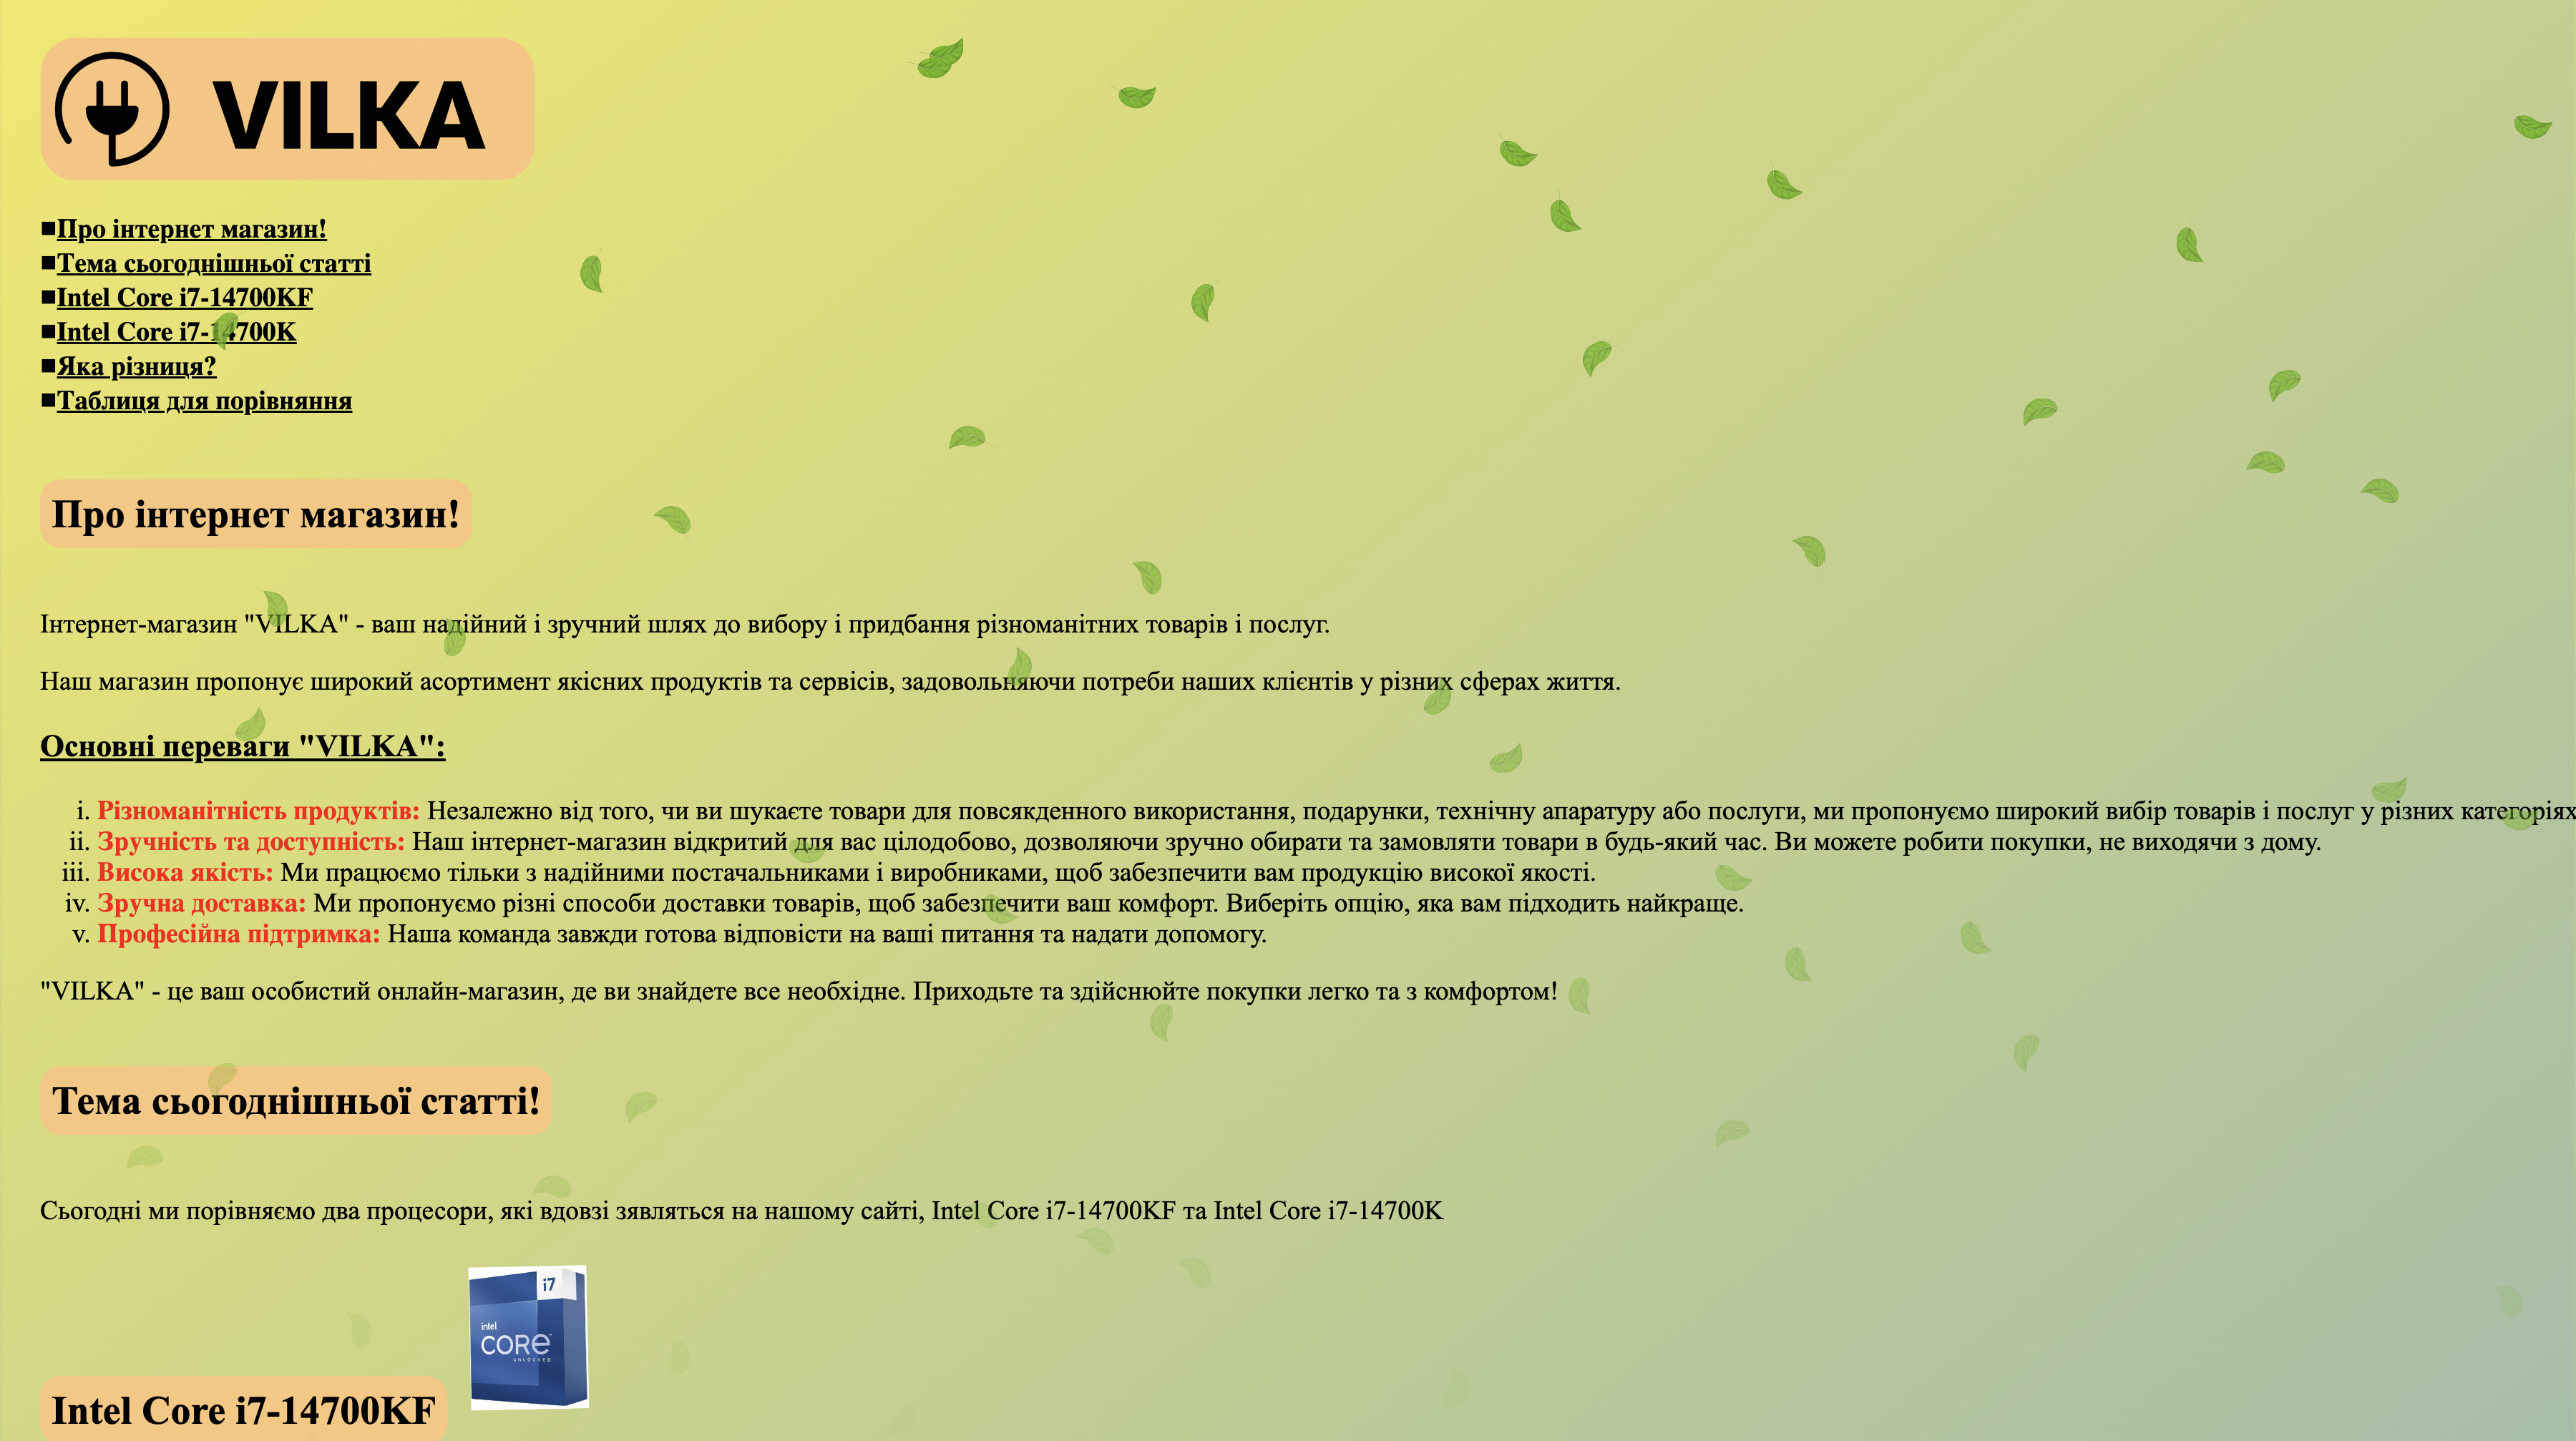 VILKA
■Про інтернет магазин!
■Тема сьогоднішньої статті
■Intel Core i7-14700KF
■Intel Core i7-14700K
■Яка різниця?
■Таблиця для порівняння
Про інтернет магазин!
Інтернет-магазин "VILKA" - ваш надійний і зручний шлях до вибору і придбання різноманітних товарів і послуг.
Наш магазин пропонує широкий асортимент якісних продуктів та сервісів, задовольняючи потреби наших клієнтів у різних сферах життя.
Основні переваги "VILKA":
i. Різноманітність продуктів: Незалежно від того, чи ви шукаєте товари для повсякденного використання, подарунки, технічну апаратуру або послуги, ми пропонуємо широкий вибір товарів і послуг у різних категоріях
ii. Зручність та доступність: Наш інтернет-магазин відкритий для вас цілодобово, дозволяючи зручно обирати та замовляти товари в будь-який час. Ви можете робити покупки, не виходячи з дому.
iii. Висока якість: Ми працюємо тільки з надійними постачальниками і виробниками, щоб забезпечити вам продукцію високої якості.
iv. Зручна доставка: Ми пропонуємо різні способи доставки товарів, щоб забезпечити ваш комфорт. Виберіть опцію, яка вам підходить найкраще.
v. Професійна підтримка: Наша команда завжди готова відповісти на ваші питання та надати допомогу.
"VILKA" - це ваш особистий онлайн-магазин, де ви знайдете все необхідне. Приходьте та здійснюйте покупки легко та з комфортом!
Тема сьогоднішньої статті!
Сьогодні ми порівняємо два процесори, які вдовзі зявляться на нашому сайті, Intel Core i7-14700KF та Intel Core i7-14700K
i7
intel
CORE
UNLOCKED
Intel Core i7-14700KF